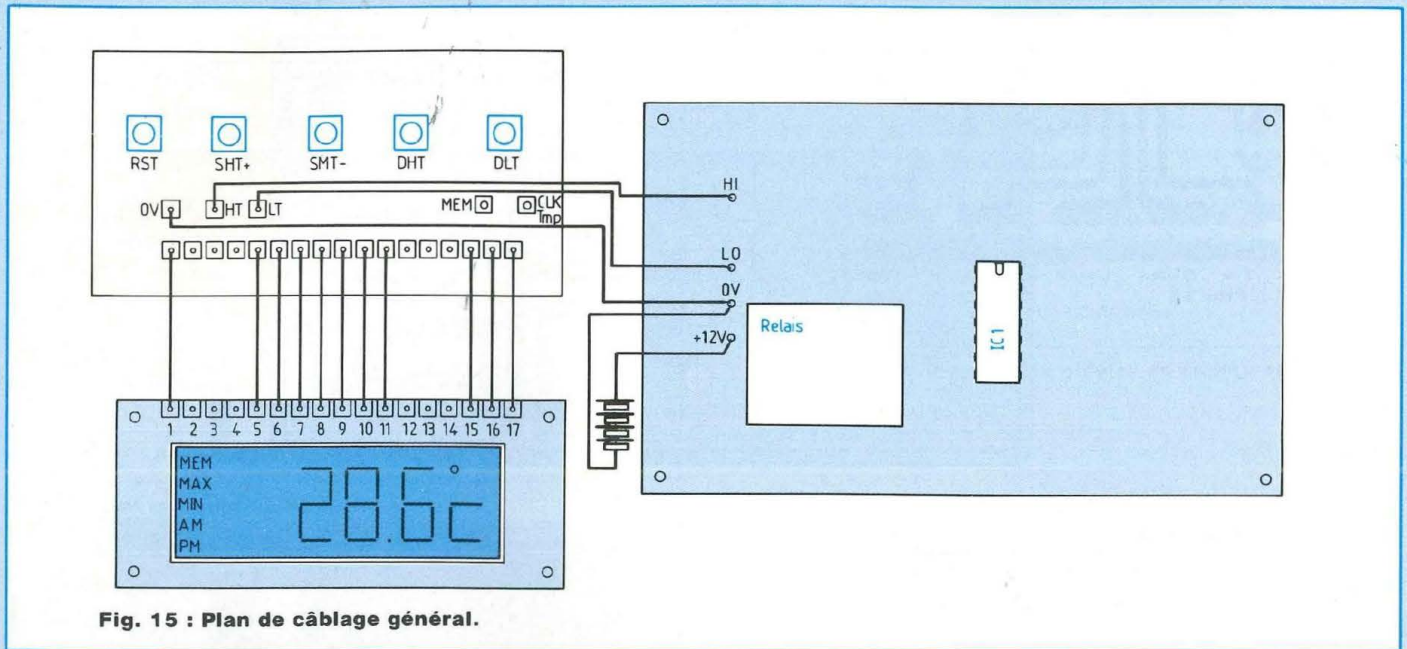 RST SHT+ SMT- DHT DLT
0V HT LT MEM CLK
Tmp
HI
LO
0V
+12V
Relais
IC1
1 2 3 4 5 6 7 8 9 10 11 12 13 14 15 16 17
MEM
MAX
MIN
AM
PM
28.6°c
Fig. 15 : Plan de câblage général.